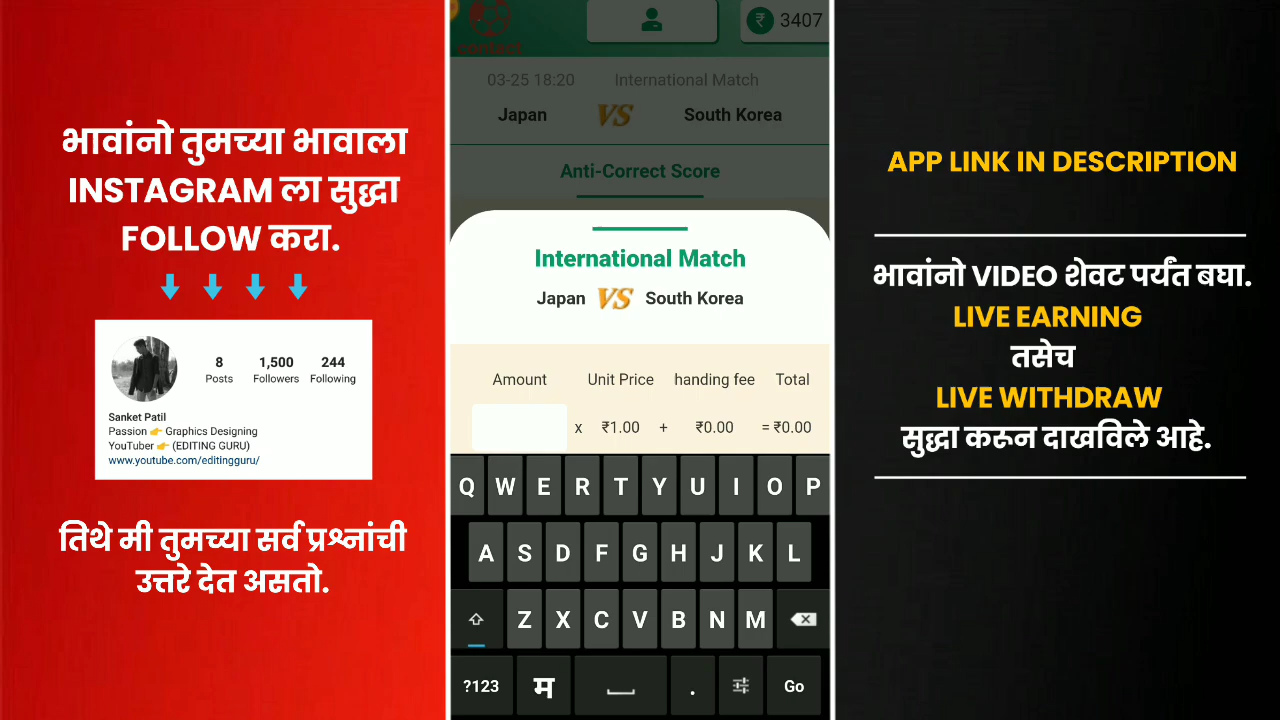 भावांनो तुमच्या भावाला
INSTAGRAM ला सुद्धा
FOLLOW करा.
8 1,500 244
Posts Followers Following
Sanket Patil
Passion 👉 Graphics Designing
YouTuber 👉 (EDITING GURU)
www.youtube.com/editingguru/
तिथे मी तुमच्या सर्व प्रश्नांची
उत्तरे देत असतो.
contact
₹ 3407
03-25 18:20 International Match
Japan VS South Korea
Anti-Correct Score
International Match
Japan VS South Korea
Amount Unit Price handing fee Total
x ₹1.00 + ₹0.00 = ₹0.00
Q W E R T Y U I O P
A S D F G H J K L
Z X C V B N M
?123 म . Go
APP LINK IN DESCRIPTION
भावांनो VIDEO शेवट पर्यंत बघा.
LIVE EARNING
तसेच
LIVE WITHDRAW
सुद्धा करून दाखविले आहे.